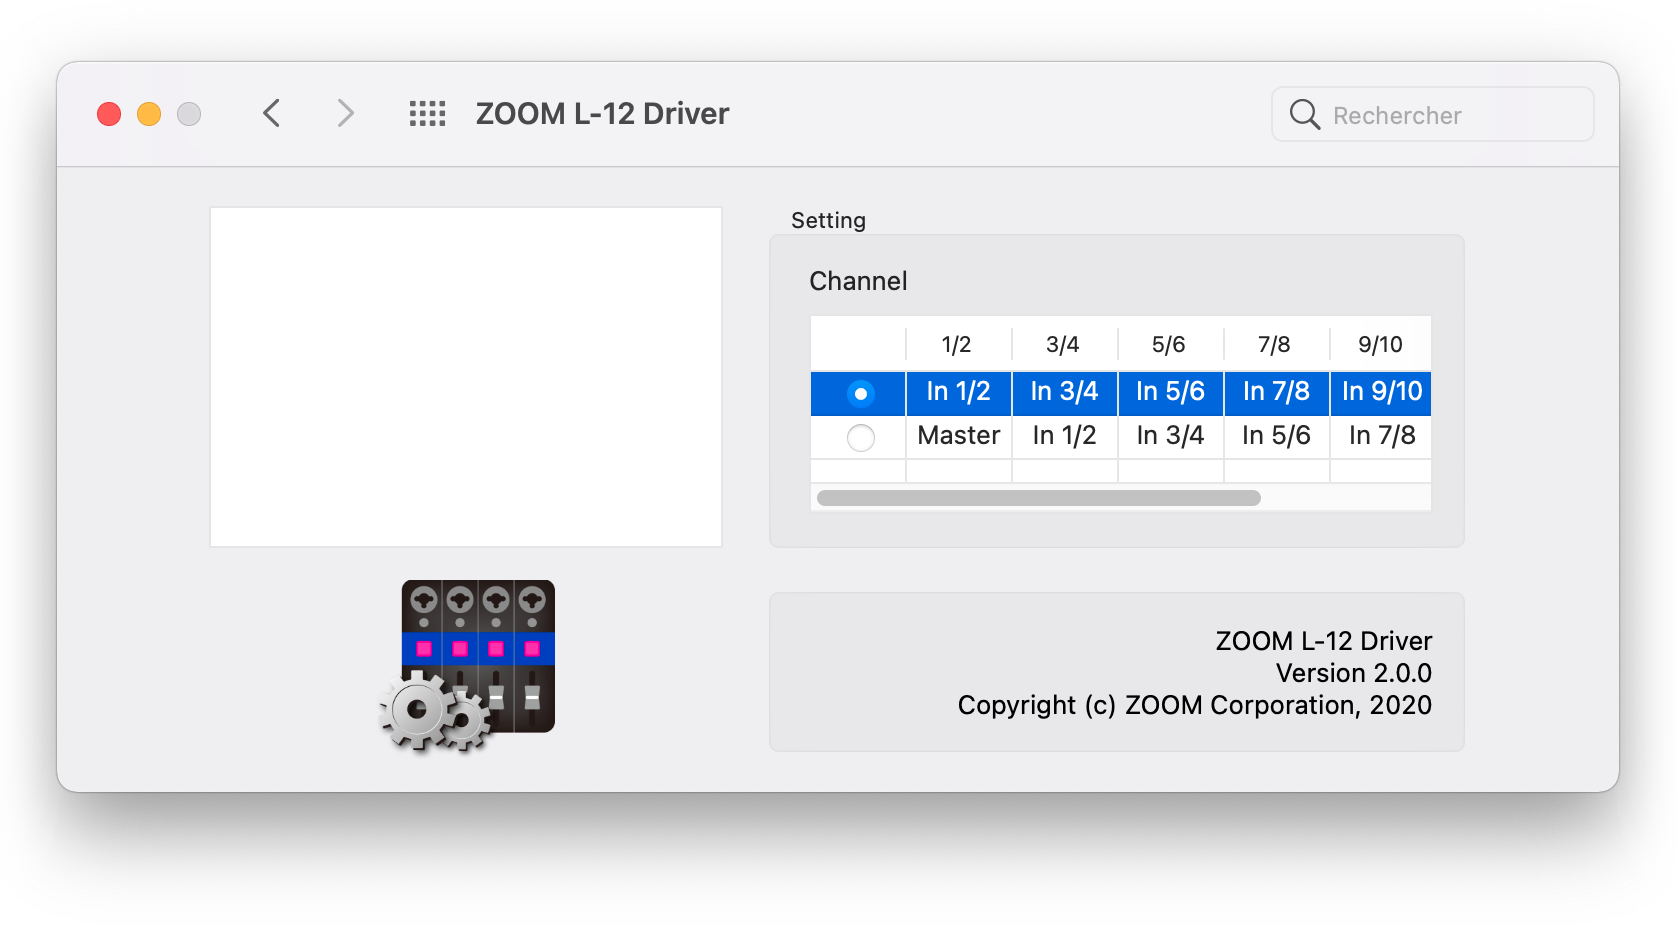 ZOOM L-12 Driver
Rechercher
Setting
Channel
1/2 3/4 5/6 7/8 9/10
In 1/2 In 3/4 In 5/6 In 7/8 In 9/10
Master In 1/2 In 3/4 In 5/6 In 7/8
ZOOM L-12 Driver
Version 2.0.0
Copyright (c) ZOOM Corporation, 2020